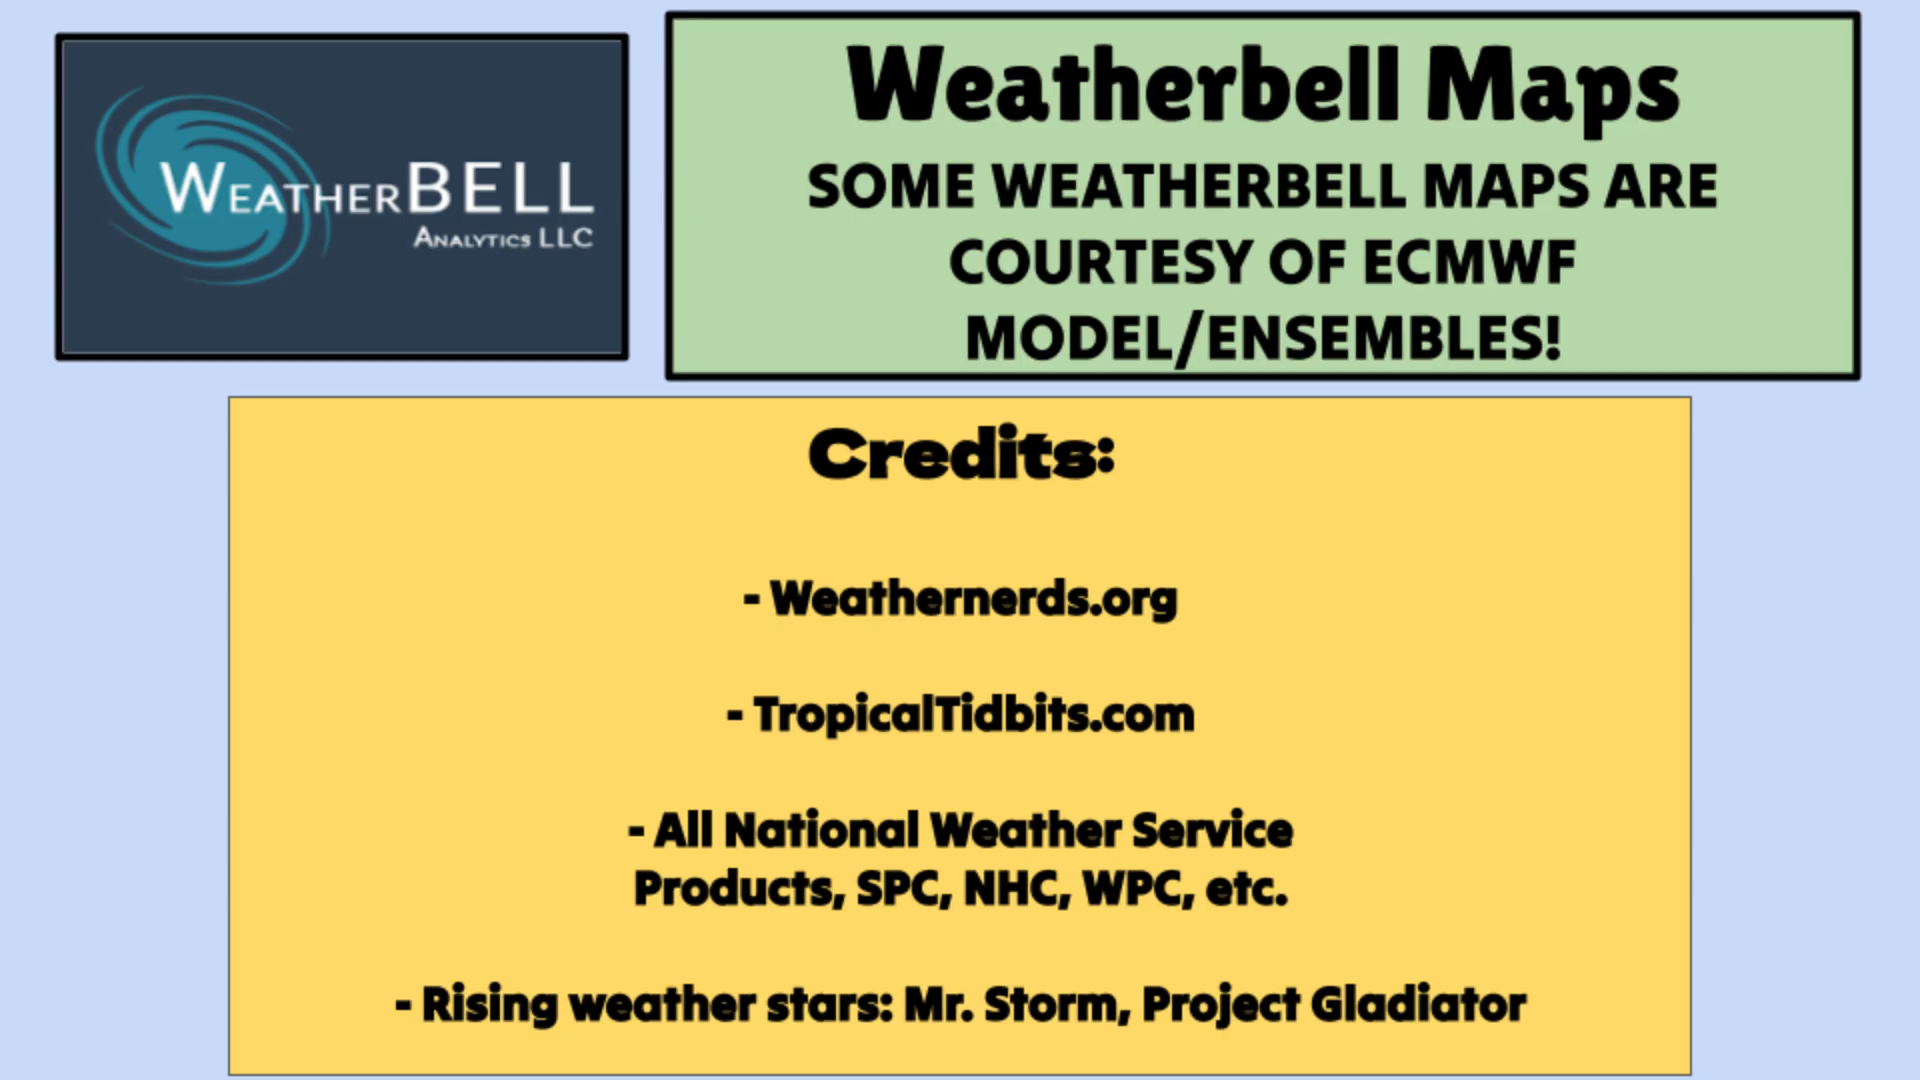 WEATHERBELL
ANALYTICS LLC
Weatherbell Maps
SOME WEATHERBELL MAPS ARE
COURTESY OF ECMWF
MODEL/ENSEMBLES!
Credits:
- Weathernerds.org
- TropicalTidbits.com
- All National Weather Service
Products, SPC, NHC, WPC, etc.
- Rising weather stars: Mr. Storm, Project Gladiator